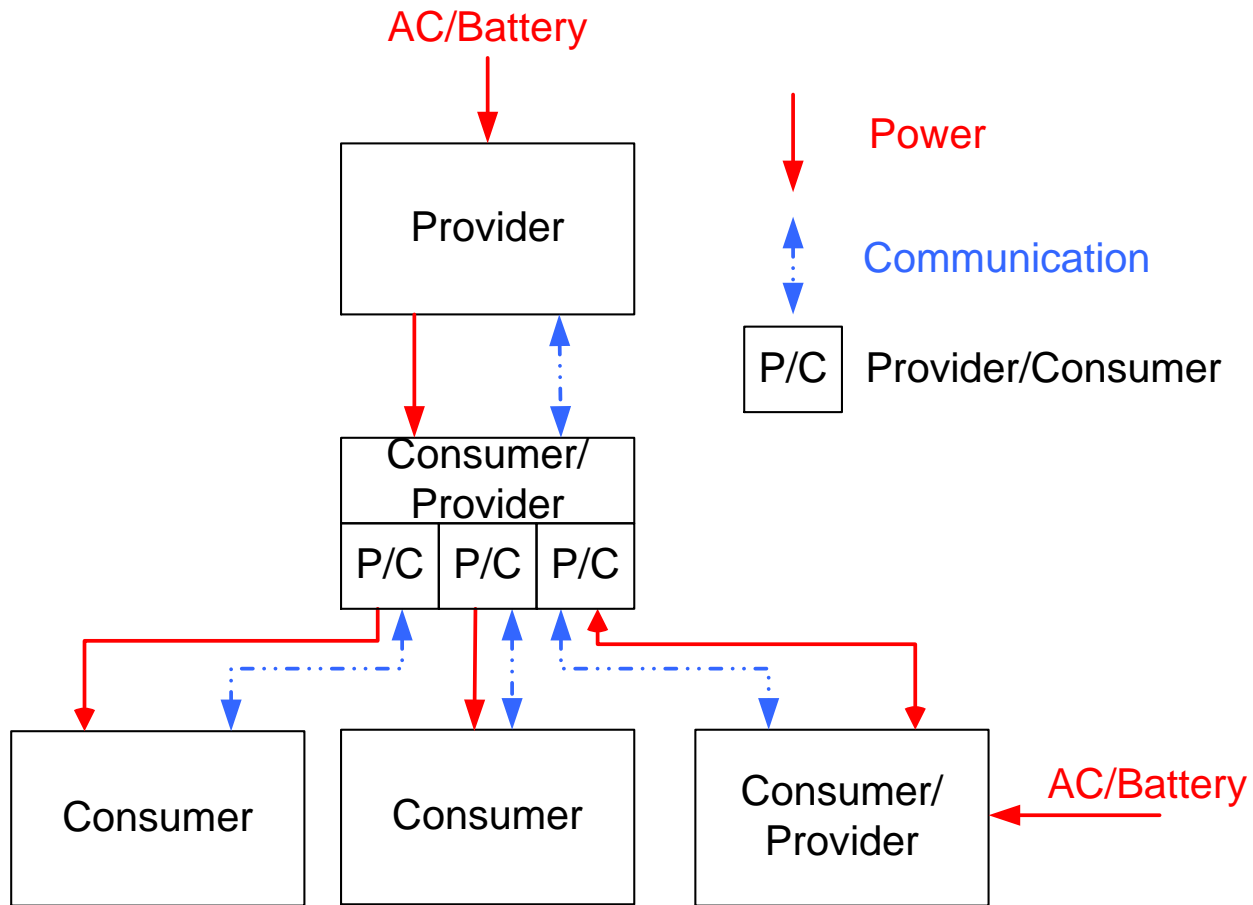 AC/Battery
Power
Provider
Communication
P/C Provider/Consumer
Consumer/
Provider
P/C P/C P/C
Consumer
Consumer
Consumer/
Provider
AC/Battery